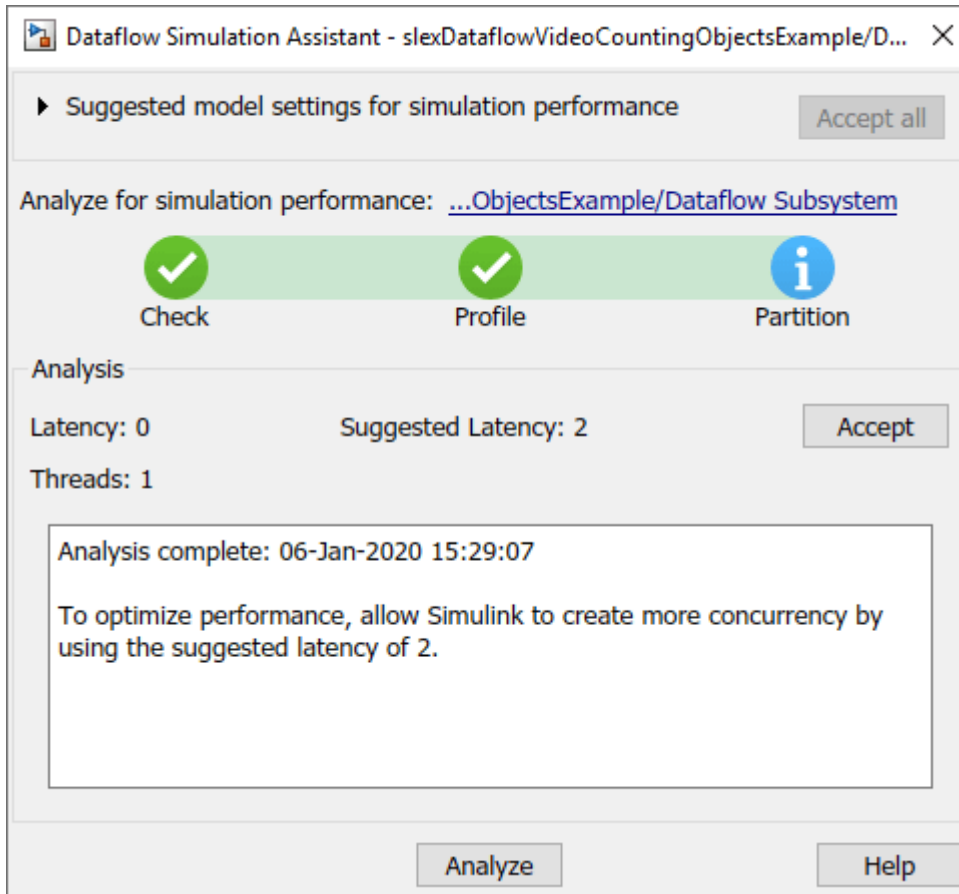 Dataflow Simulation Assistant - slexDataflowVideoCountingObjectsExample/D...
Suggested model settings for simulation performance
Accept all
Analyze for simulation performance: ...ObjectsExample/Dataflow Subsystem
Check Profile Partition
Analysis
Latency: 0 Suggested Latency: 2 Accept
Threads: 1
Analysis complete: 06-Jan-2020 15:29:07
To optimize performance, allow Simulink to create more concurrency by
using the suggested latency of 2.
Analyze Help